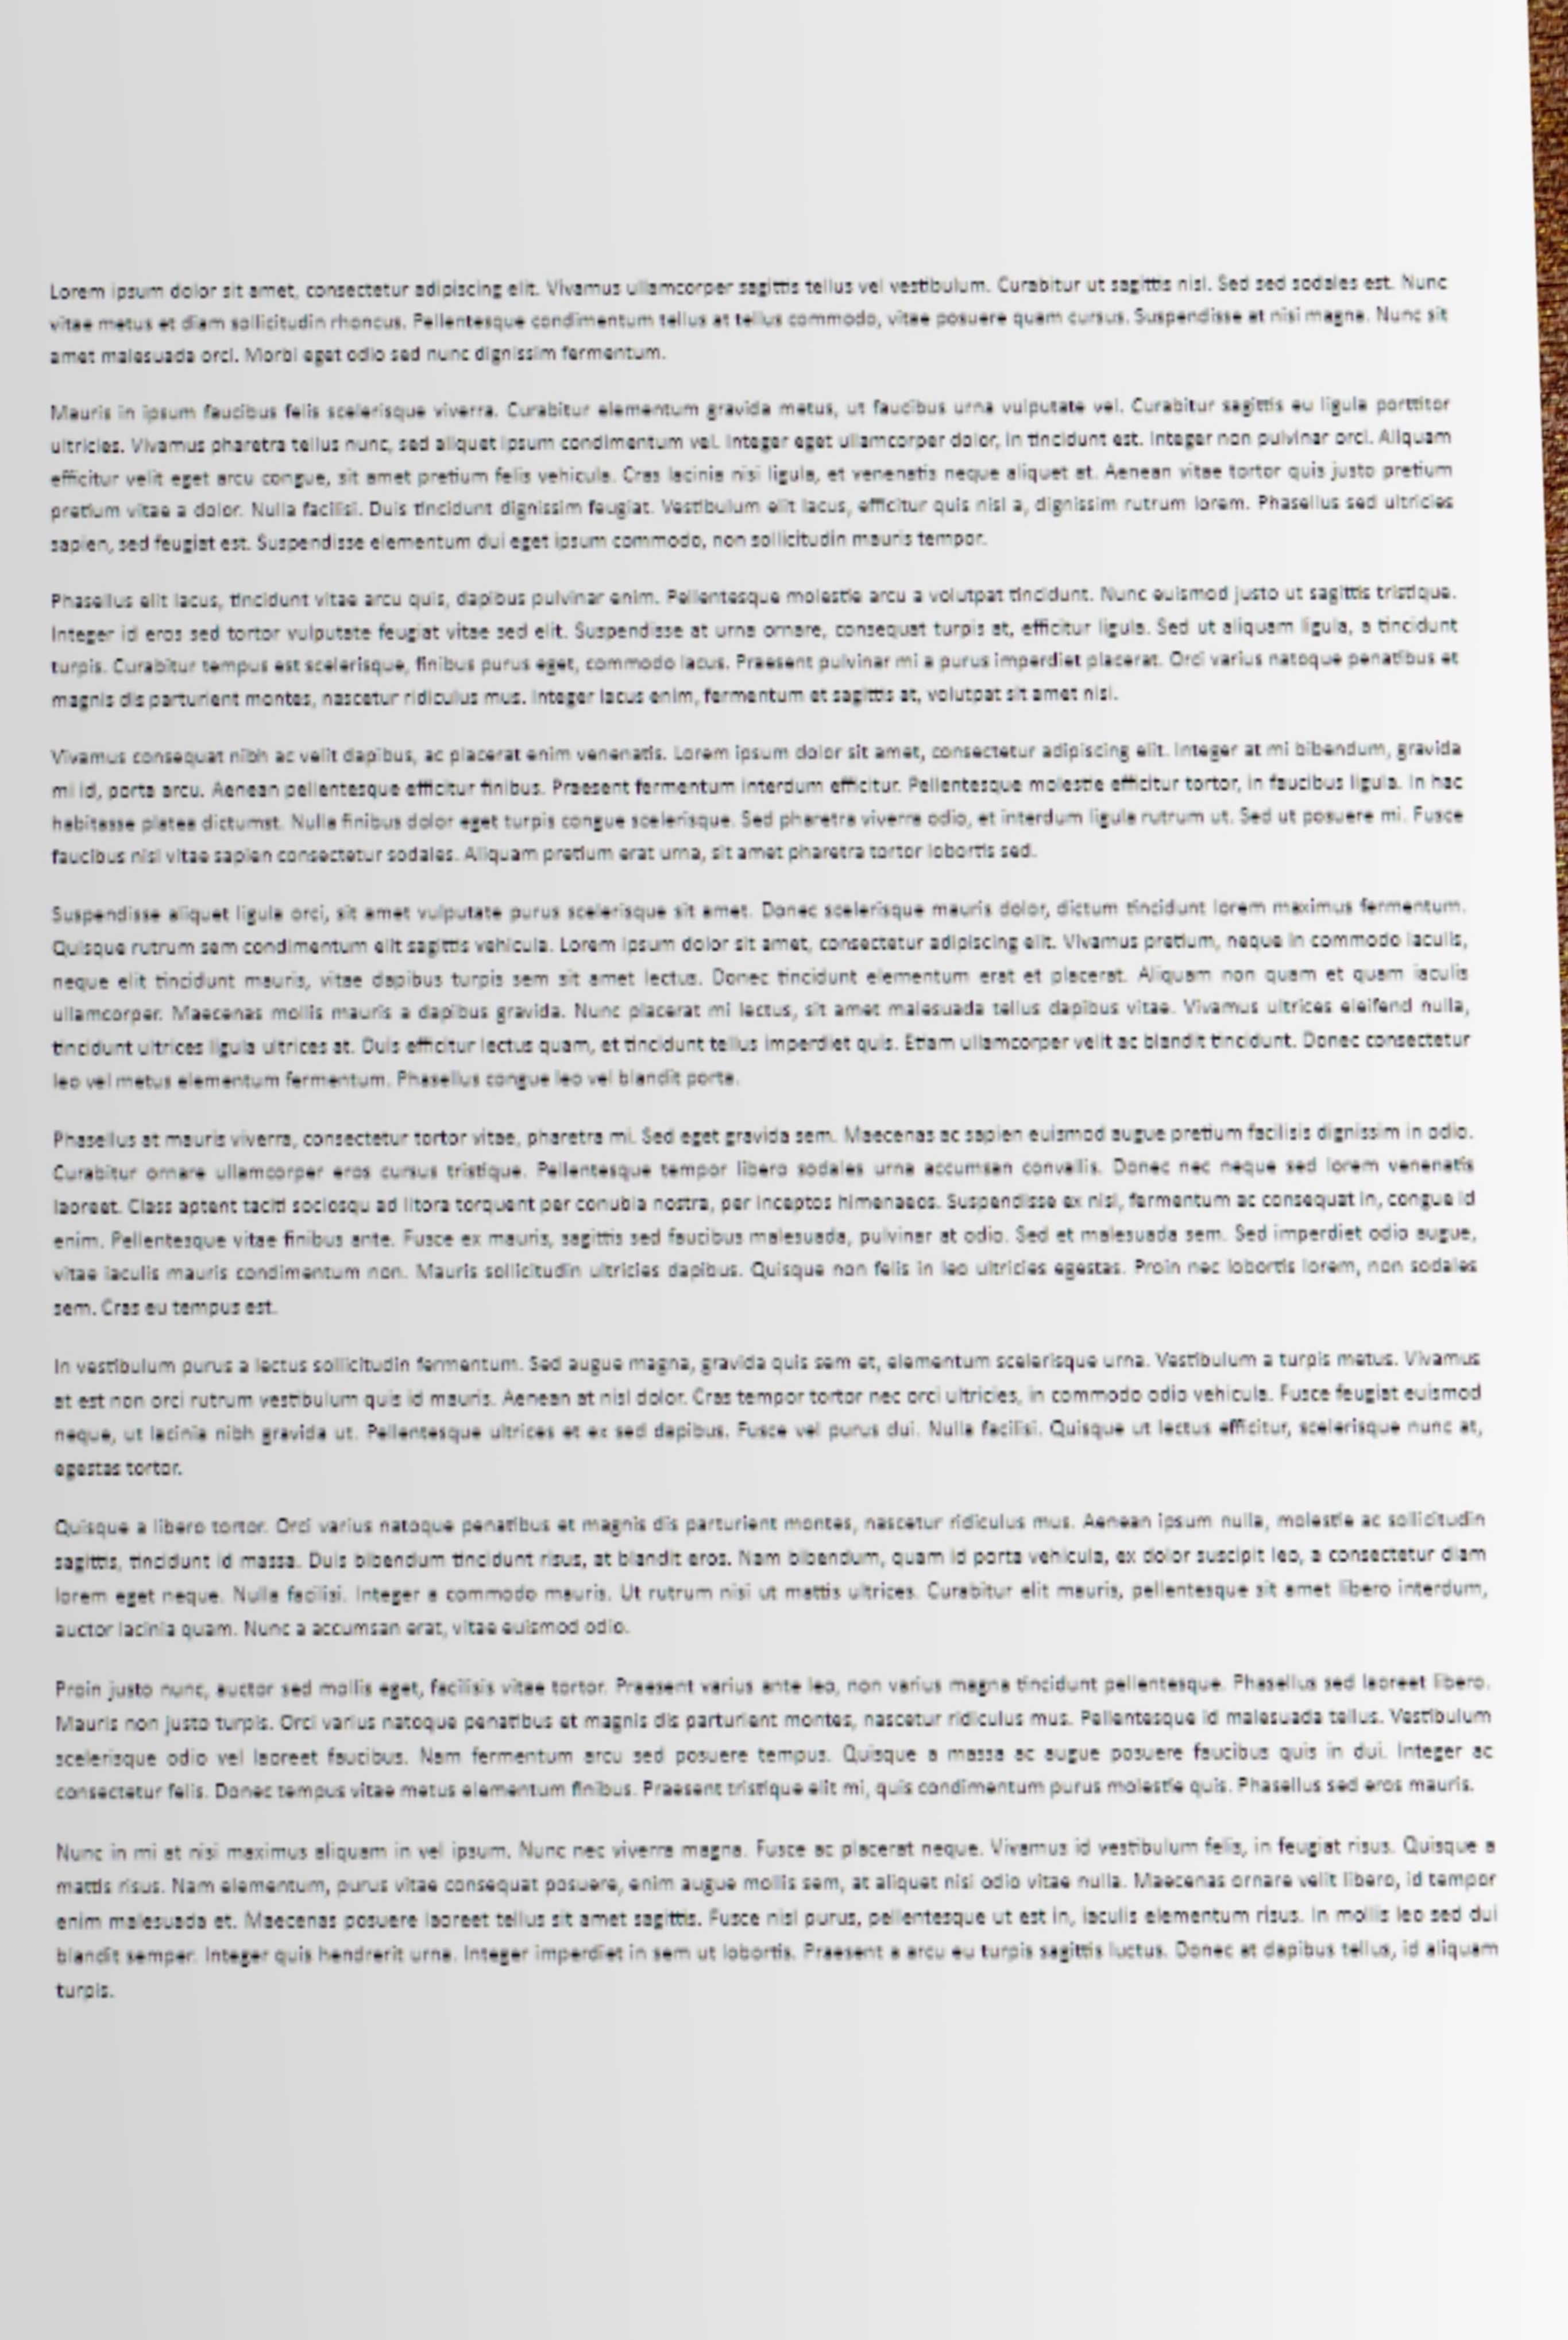 Lorem ipsum dolor sit amet, consectetur adipiscing elit. Vivamus ullamcorper sagittis tellus vel vestibulum. Curabitur ut sagittis nisl. Sed sed sodales est. Nunc
vitae metus et diam sollicitudin rhoncus. Pellentesque condimentum tellus at tellus commodo, vitae posuere quam cursus. Suspendisse at nisi magna. Nunc sit
amet malesuada orci. Morbi eget odio sed nunc dignissim fermentum.
Mauris in ipsum faucibus felis scelerisque viverra. Curabitur elementum gravida metus, ut faucibus urna vulputate vel. Curabitur sagittis eu ligula porttitor
ultricies. Vivamus pharetra tellus nunc, sed aliquet ipsum condimentum vel. Integer eget ullamcorper dolor, in tincidunt est. Integer non pulvinar orci. Aliquam
efficitur velit eget arcu congue, sit amet pretium felis vehicula. Cras lacinia nisi ligula, et venenatis neque aliquet at. Aenean vitae tortor quis justo pretium
pretium vitae a dolor. Nulla facilisi. Duis tincidunt dignissim feugiat. Vestibulum elit lacus, efficitur quis nisl a, dignissim rutrum lorem. Phasellus sed ultricies
sapien, sed feugiat est. Suspendisse elementum dui eget ipsum commodo, non sollicitudin mauris tempor.
Phasellus elit lacus, tincidunt vitae arcu quis, dapibus pulvinar enim. Pellentesque molestie arcu a volutpat tincidunt. Nunc euismod justo ut sagittis tristique.
Integer id eros sed tortor vulputate feugiat vitae sed elit. Suspendisse at urna ornare, consequat turpis at, efficitur ligula. Sed ut aliquam ligula, a tincidunt
turpis. Curabitur tempus est scelerisque, finibus purus eget, commodo lacus. Praesent pulvinar mi a purus imperdiet placerat. Orci varius natoque penatibus et
magnis dis parturient montes, nascetur ridiculus mus. Integer lacus enim, fermentum et sagittis at, volutpat sit amet nisl.
Vivamus consequat nibh ac velit dapibus, ac placerat enim venenatis. Lorem ipsum dolor sit amet, consectetur adipiscing elit. Integer at mi bibendum, gravida
mi id, porta arcu. Aenean pellentesque efficitur finibus. Praesent fermentum interdum efficitur. Pellentesque molestie efficitur tortor, in faucibus ligula. In hac
habitasse platea dictumst. Nulla finibus dolor eget turpis congue scelerisque. Sed pharetra viverra odio, et interdum ligula rutrum ut. Sed ut posuere mi. Fusce
faucibus nisl vitae sapien consectetur sodales. Aliquam pretium erat urna, sit amet pharetra tortor lobortis sed.
Suspendisse aliquet ligula orci, sit amet vulputate purus scelerisque sit amet. Donec scelerisque mauris dolor, dictum tincidunt lorem maximus fermentum.
Quisque rutrum sem condimentum elit sagittis vehicula. Lorem ipsum dolor sit amet, consectetur adipiscing elit. Vivamus pretium, neque in commodo iaculis,
neque elit tincidunt mauris, vitae dapibus turpis sem sit amet lectus. Donec tincidunt elementum erat et placerat. Aliquam non quam et quam iaculis
ullamcorper. Maecenas mollis mauris a dapibus gravida. Nunc placerat mi lectus, sit amet malesuada tellus dapibus vitae. Vivamus ultrices eleifend nulla,
tincidunt ultrices ligula ultrices at. Duis efficitur lectus quam, et tincidunt tellus imperdiet quis. Etiam ullamcorper velit ac blandit tincidunt. Donec consectetur
leo vel metus elementum fermentum. Phasellus congue leo vel blandit porta.
Phasellus at mauris viverra, consectetur tortor vitae, pharetra mi. Sed eget gravida sem. Maecenas ac sapien euismod augue pretium facilisis dignissim in odio.
Curabitur ornare ullamcorper eros cursus tristique. Pellentesque tempor libero sodales urna accumsan convallis. Donec nec neque sed lorem venenatis
laoreet. Class aptent taciti sociosqu ad litora torquent per conubia nostra, per inceptos himenaeos. Suspendisse ex nisl, fermentum ac consequat in, congue id
enim. Pellentesque vitae finibus ante. Fusce ex mauris, sagittis sed faucibus malesuada, pulvinar at odio. Sed et malesuada sem. Sed imperdiet odio augue,
vitae iaculis mauris condimentum non. Mauris sollicitudin ultricies dapibus. Quisque non felis in leo ultricies egestas. Proin nec lobortis lorem, non sodales
sem. Cras eu tempus est.
In vestibulum purus a lectus sollicitudin fermentum. Sed augue magna, gravida quis sem et, elementum scelerisque urna. Vestibulum a turpis metus. Vivamus
at est non orci rutrum vestibulum quis id mauris. Aenean at nisl dolor. Cras tempor tortor nec orci ultricies, in commodo odio vehicula. Fusce feugiat euismod
neque, ut lacinia nibh gravida ut. Pellentesque ultrices et ex sed dapibus. Fusce vel purus dui. Nulla facilisi. Quisque ut lectus efficitur, scelerisque nunc at,
egestas tortor.
Quisque a libero tortor. Orci varius natoque penatibus et magnis dis parturient montes, nascetur ridiculus mus. Aenean ipsum nulla, molestie ac sollicitudin
sagittis, tincidunt id massa. Duis bibendum tincidunt risus, at blandit eros. Nam bibendum, quam id porta vehicula, ex dolor suscipit leo, a consectetur diam
lorem eget neque. Nulla facilisi. Integer a commodo mauris. Ut rutrum nisi ut mattis ultrices. Curabitur elit mauris, pellentesque sit amet libero interdum,
auctor lacinia quam. Nunc a accumsan erat, vitae euismod odio.
Proin justo nunc, auctor sed mollis eget, facilisis vitae tortor. Praesent varius ante leo, non varius magna tincidunt pellentesque. Phasellus sed laoreet libero.
Mauris non justo turpis. Orci varius natoque penatibus et magnis dis parturient montes, nascetur ridiculus mus. Pellentesque id malesuada tellus. Vestibulum
scelerisque odio vel laoreet faucibus. Nam fermentum arcu sed posuere tempus. Quisque a massa ac augue posuere faucibus quis in dui. Integer ac
consectetur felis. Donec tempus vitae metus elementum finibus. Praesent tristique elit mi, quis condimentum purus molestie quis. Phasellus sed eros mauris.
Nunc in mi at nisi maximus aliquam in vel ipsum. Nunc nec viverra magna. Fusce ac placerat neque. Vivamus id vestibulum felis, in feugiat risus. Quisque a
mattis risus. Nam elementum, purus vitae consequat posuere, enim augue mollis sem, at aliquet nisi odio vitae nulla. Maecenas ornare velit libero, id tempor
enim malesuada et. Maecenas posuere laoreet tellus sit amet sagittis. Fusce nisl purus, pellentesque ut est in, iaculis elementum risus. In mollis leo sed dui
blandit semper. Integer quis hendrerit urna. Integer imperdiet in sem ut lobortis. Praesent a arcu eu turpis sagittis luctus. Donec at dapibus tellus, id aliquam
turpis.